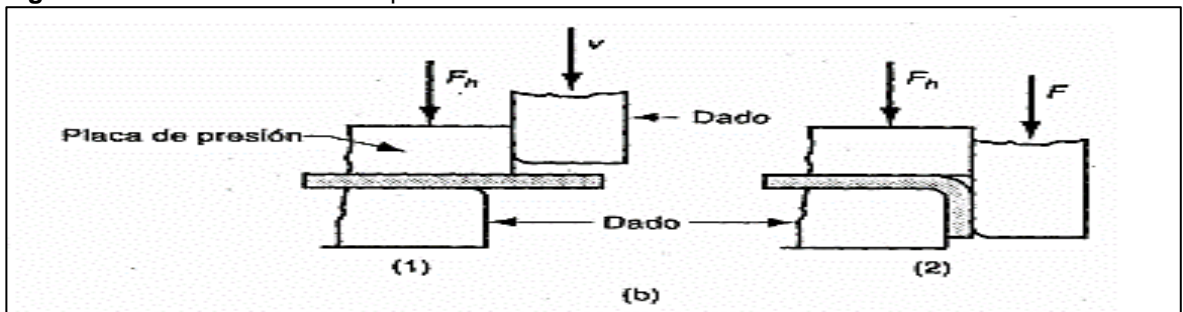 v
F_h
F_h
F
Dado
Placa de presión
Dado
(1)
(2)
(b)